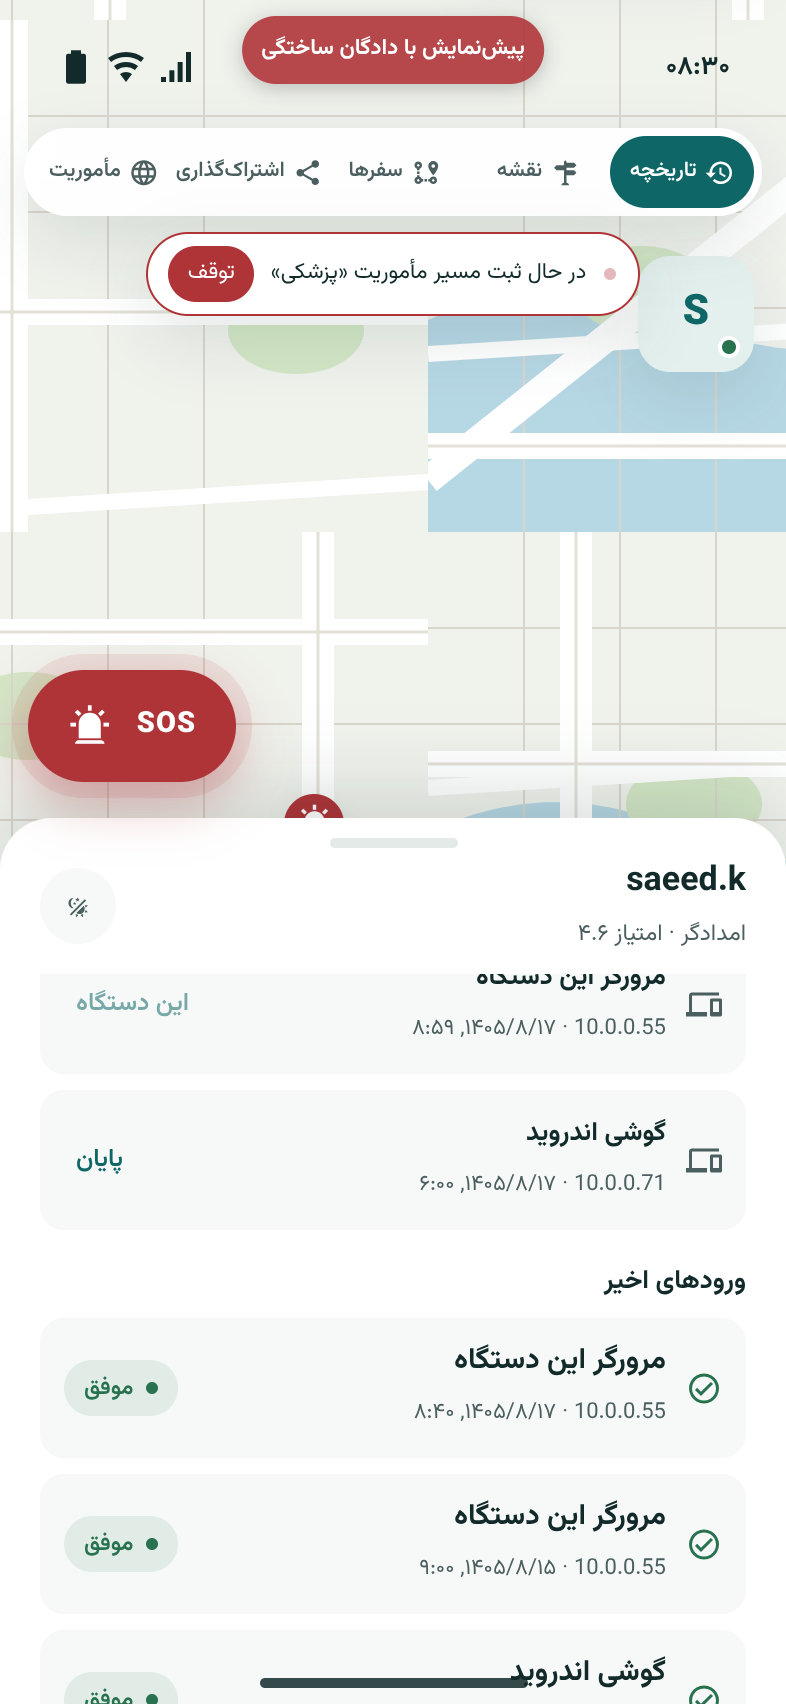 پیش‌نمایش با دادگان ساختگی
۰۸:۳۰
تاریخچه
نقشه
سفرها
اشتراک‌گذاری
مأموریت
در حال ثبت مسیر مأموریت «پزشکی»
توقف
S
SOS
saeed.k
امدادگر · امتیاز ۴.۶
مرورگر این دستگاه
این دستگاه
10.0.0.55 · ۱۴۰۵/۸/۱۷, ۸:۵۹
گوشی اندروید
پایان
10.0.0.71 · ۱۴۰۵/۸/۱۷, ۶:۰۰
ورودهای اخیر
مرورگر این دستگاه
موفق
10.0.0.55 · ۱۴۰۵/۸/۱۷, ۸:۴۰
مرورگر این دستگاه
موفق
10.0.0.55 · ۱۴۰۵/۸/۱۵, ۹:۰۰
گوشی اندروید
موفق